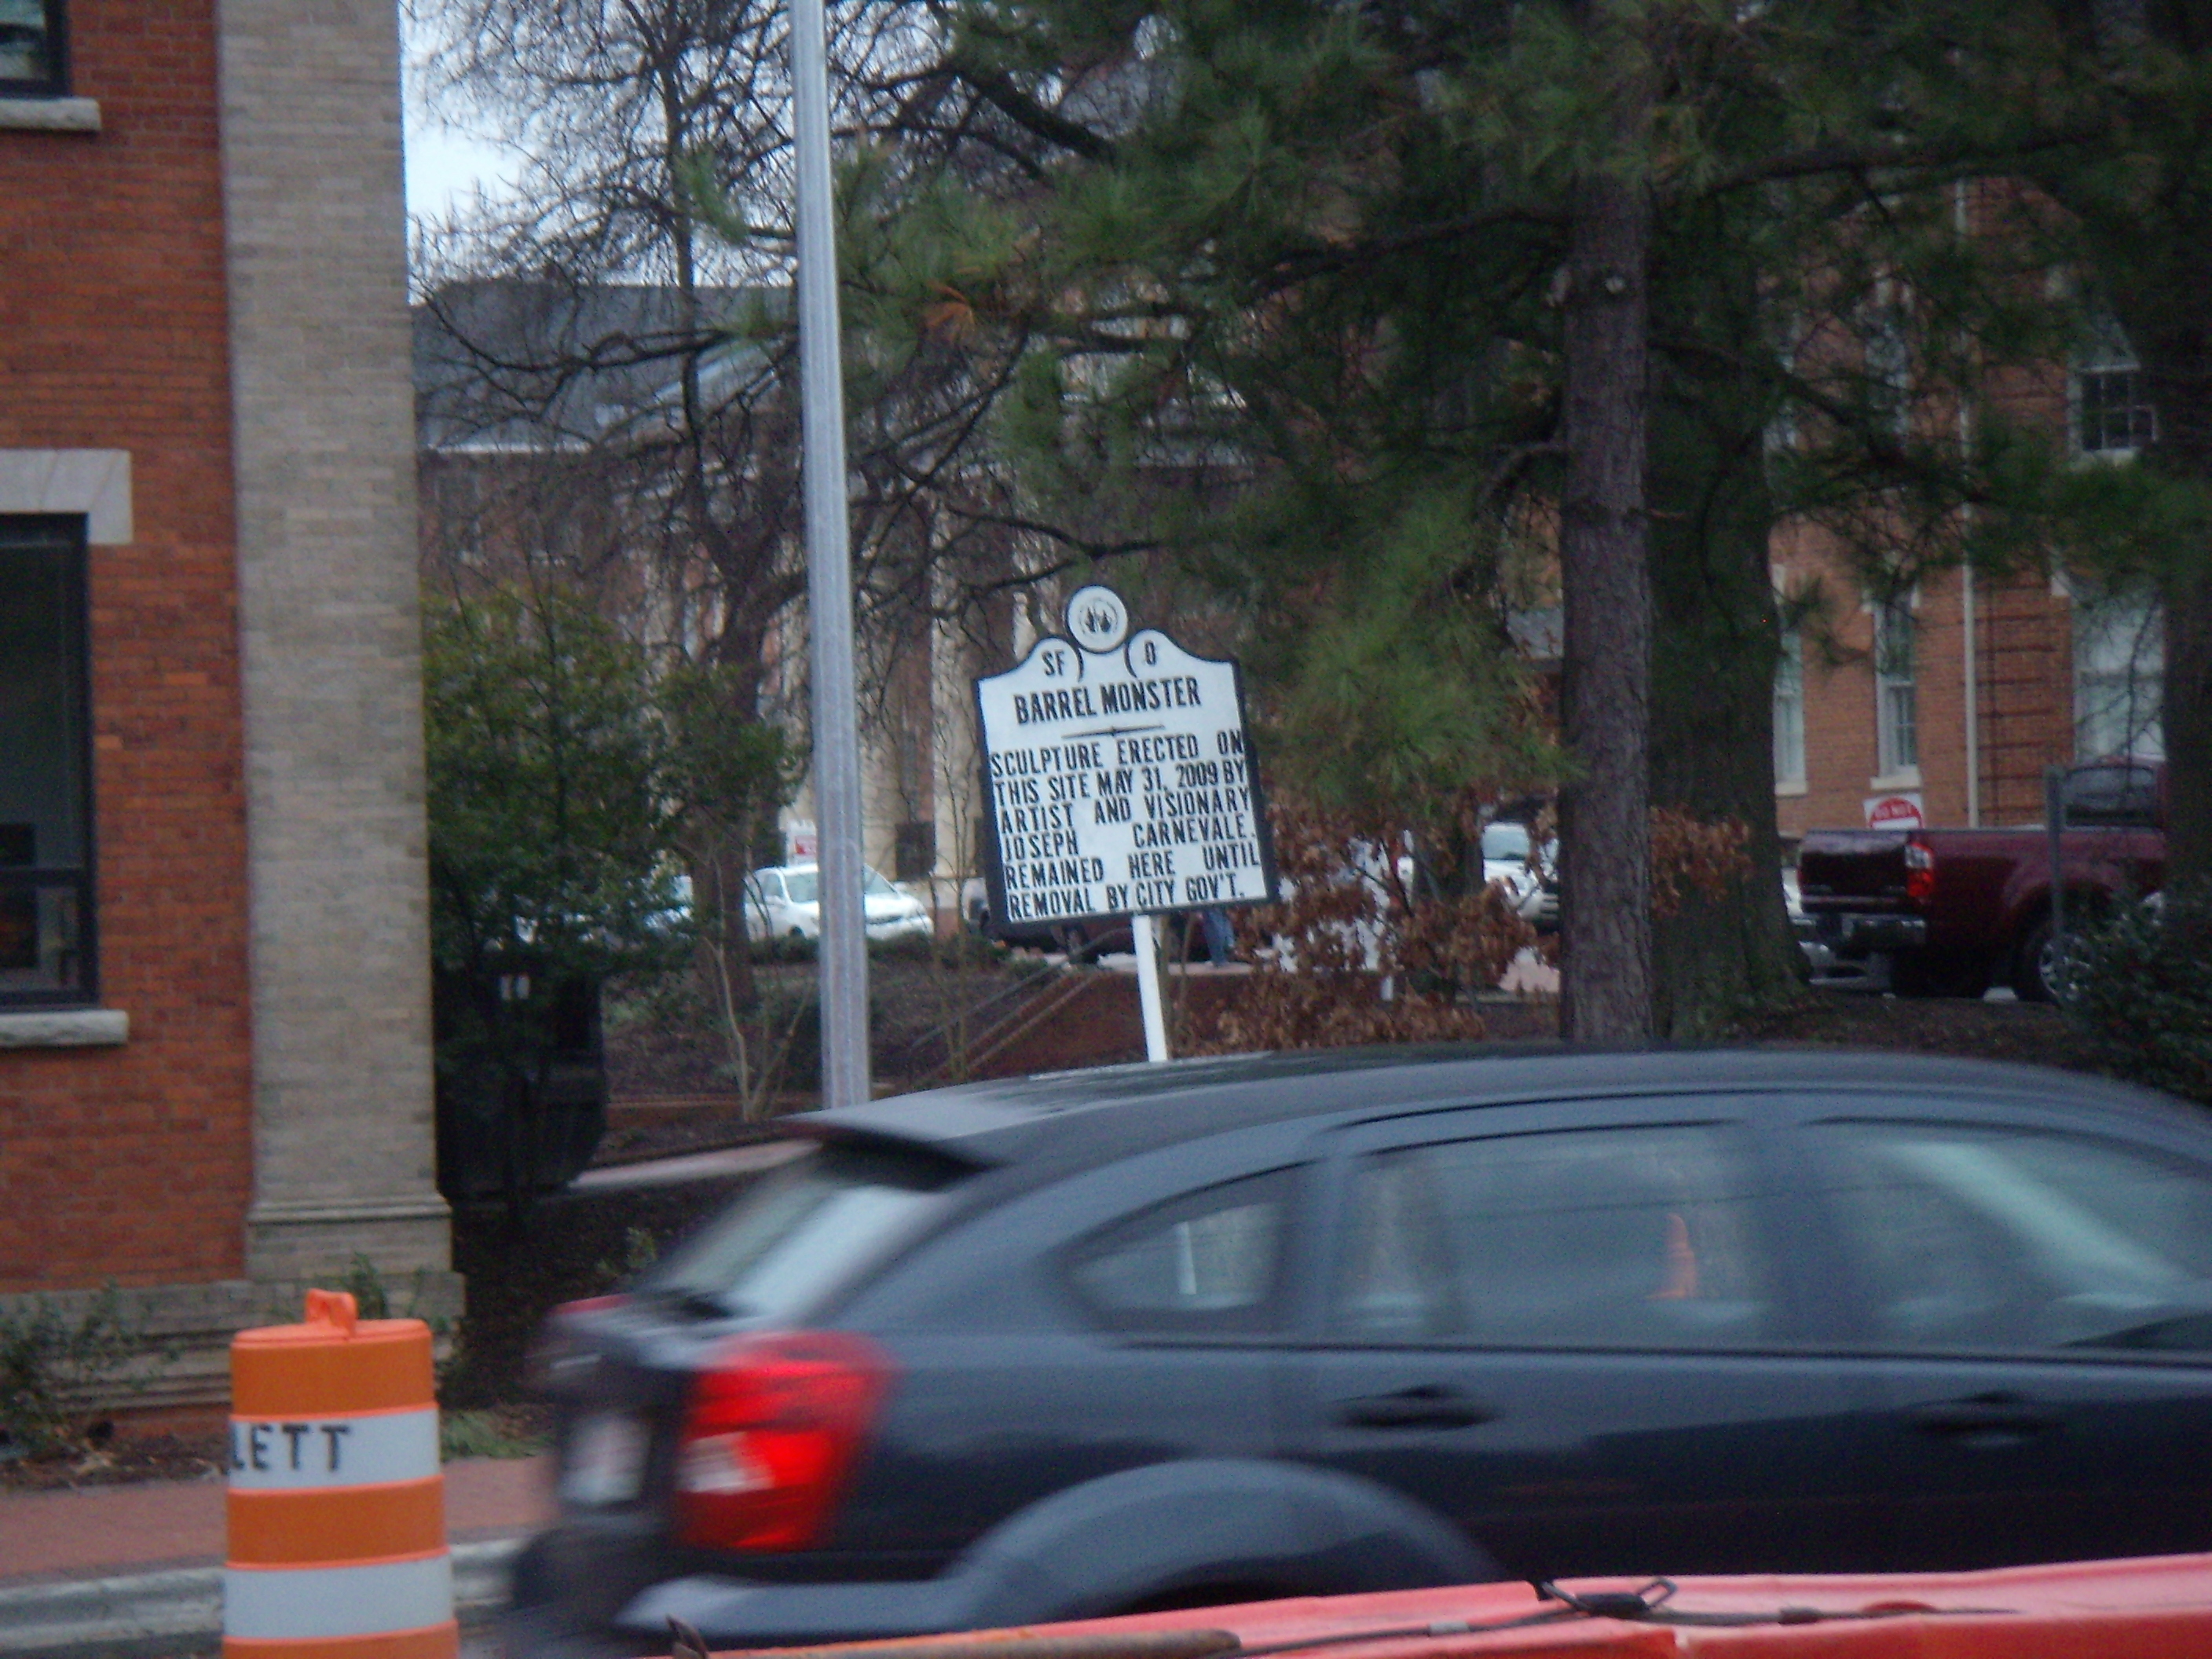 SF O
BARREL MONSTER
SCULPTURE ERECTED ON
THIS SITE MAY 31, 2009 BY
ARTIST AND VISIONARY
JOSEPH CARNEVALE.
REMAINED HERE UNTIL
REMOVAL BY CITY GOV'T.
LETT